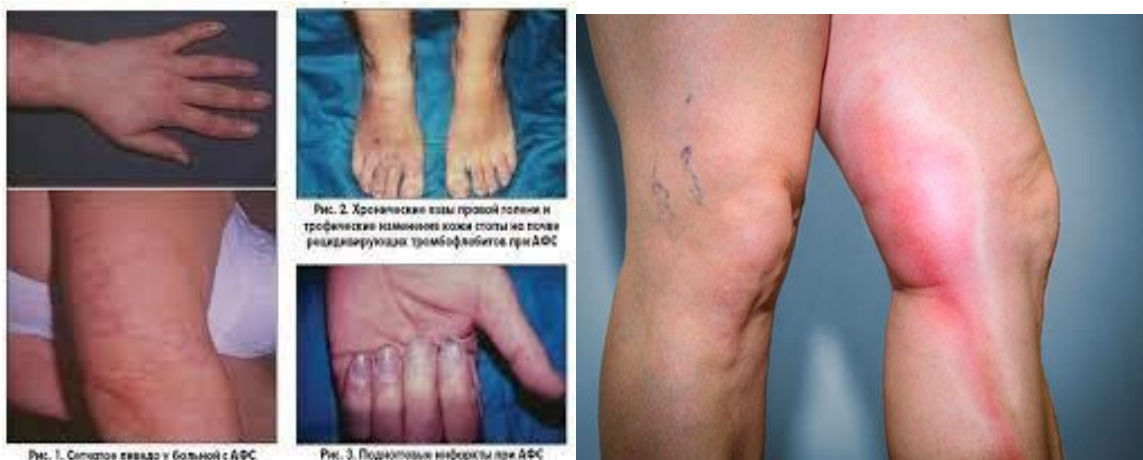 Рис. 2. Хронические язвы правой голени и
трофические изменения кожи стопы на почве
рецидивирующих тромбофлебитов при АФС
Рис. 1. Сетчатое ливедо у больной с АФС
Рис. 3. Подногтевые инфаркты при АФС